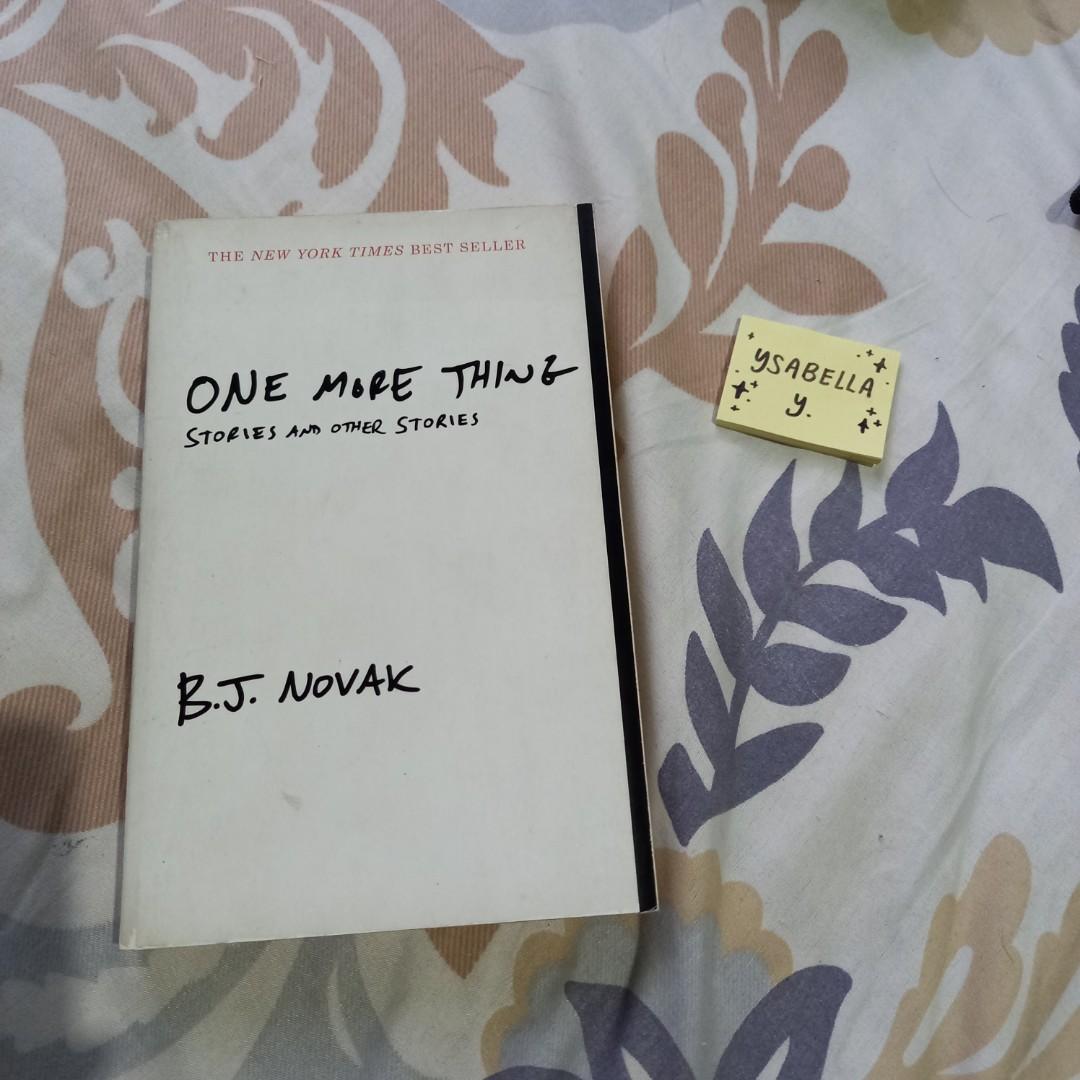 THE NEW YORK TIMES BEST SELLER
ONE MORE THING
STORIES AND OTHER STORIES
B.J. NOVAK
YSABELLA
Y.